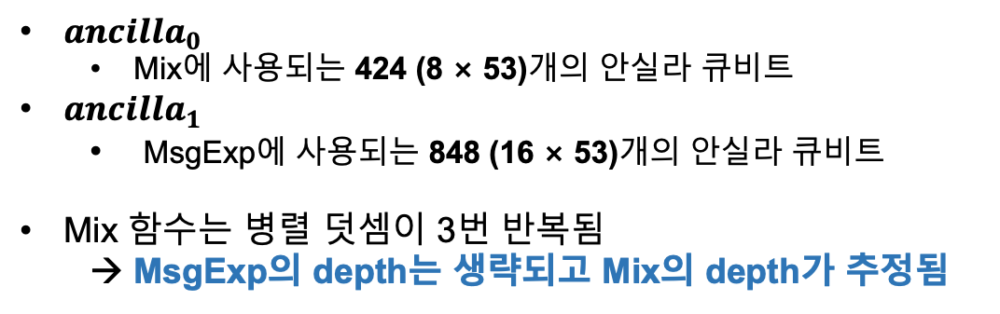 • ancilla₀
• Mix에 사용되는 424 (8 × 53)개의 안실라 큐비트
• ancilla₁
• MsgExp에 사용되는 848 (16 × 53)개의 안실라 큐비트
• Mix 함수는 병렬 덧셈이 3번 반복됨
→ MsgExp의 depth는 생략되고 Mix의 depth가 추정됨